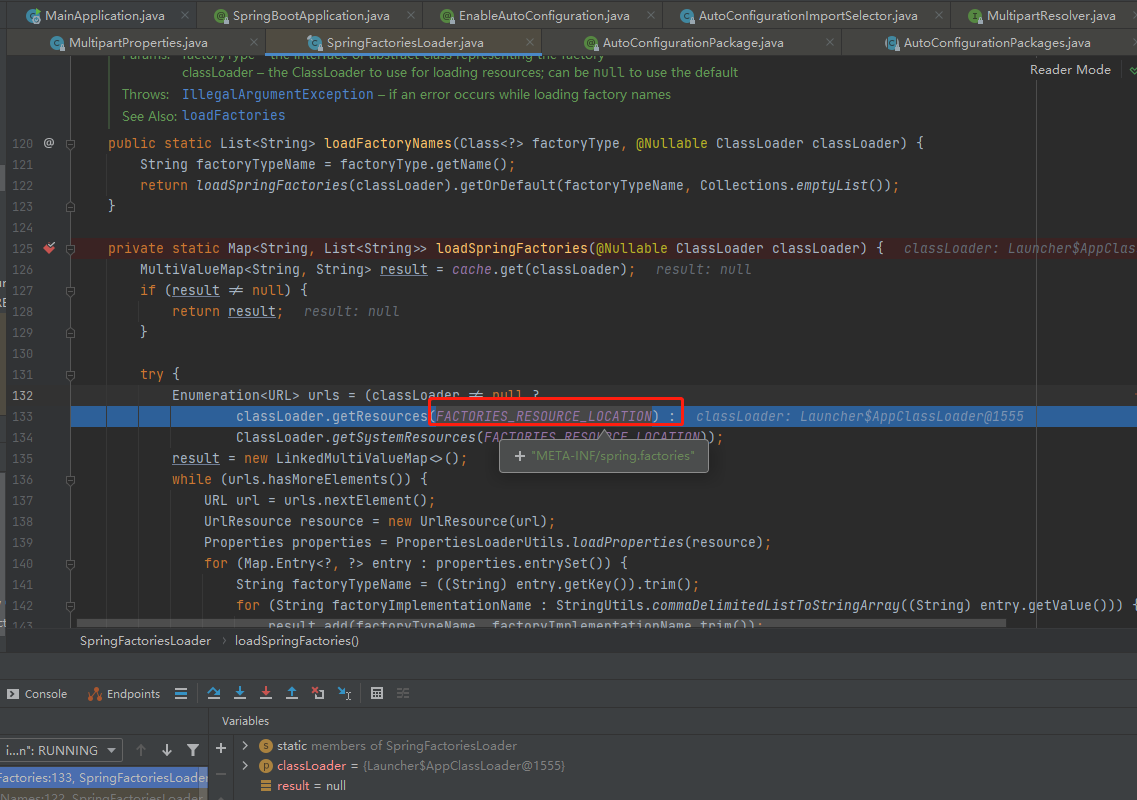 MainApplication.java SpringBootApplication.java EnableAutoConfiguration.java AutoConfigurationImportSelector.java MultipartResolver.java
MultipartProperties.java SpringFactoriesLoader.java AutoConfigurationPackage.java AutoConfigurationPackages.java
Reader Mode
Params: factoryType – the interface or abstract class representing the factory
classLoader – the ClassLoader to use for loading resources; can be null to use the default
Throws: IllegalArgumentException – if an error occurs while loading factory names
See Also: loadFactories
120 @ public static List<String> loadFactoryNames(Class<?> factoryType, @Nullable ClassLoader classLoader) {
121 String factoryTypeName = factoryType.getName();
122 return loadSpringFactories(classLoader).getOrDefault(factoryTypeName, Collections.emptyList());
123 }
124
125 private static Map<String, List<String>> loadSpringFactories(@Nullable ClassLoader classLoader) { classLoader: Launcher$AppClas
126 MultiValueMap<String, String> result = cache.get(classLoader); result: null
127 if (result != null) {
128 return result; result: null
129 }
130
131 try {
132 Enumeration<URL> urls = (classLoader != null ?
133 classLoader.getResources(FACTORIES_RESOURCE_LOCATION) : classLoader: Launcher$AppClassLoader@1555
134 ClassLoader.getSystemResources(FACTORIES_RESOURCE_LOCATION));
+ "META-INF/spring.factories"
135 result = new LinkedMultiValueMap<>();
136 while (urls.hasMoreElements()) {
137 URL url = urls.nextElement();
138 UrlResource resource = new UrlResource(url);
139 Properties properties = PropertiesLoaderUtils.loadProperties(resource);
140 for (Map.Entry<?, ?> entry : properties.entrySet()) {
141 String factoryTypeName = ((String) entry.getKey()).trim();
142 for (String factoryImplementationName : StringUtils.commaDelimitedListToStringArray((String) entry.getValue())) {
143 result.add(factoryTypeName, factoryImplementationName.trim());
SpringFactoriesLoader › loadSpringFactories()
Console Endpoints
Variables
i...n": RUNNING
static members of SpringFactoriesLoader
classLoader = {Launcher$AppClassLoader@1555}
result = null
Factories:133, SpringFactoriesLoader
Names:122, SpringFactoriesLoader